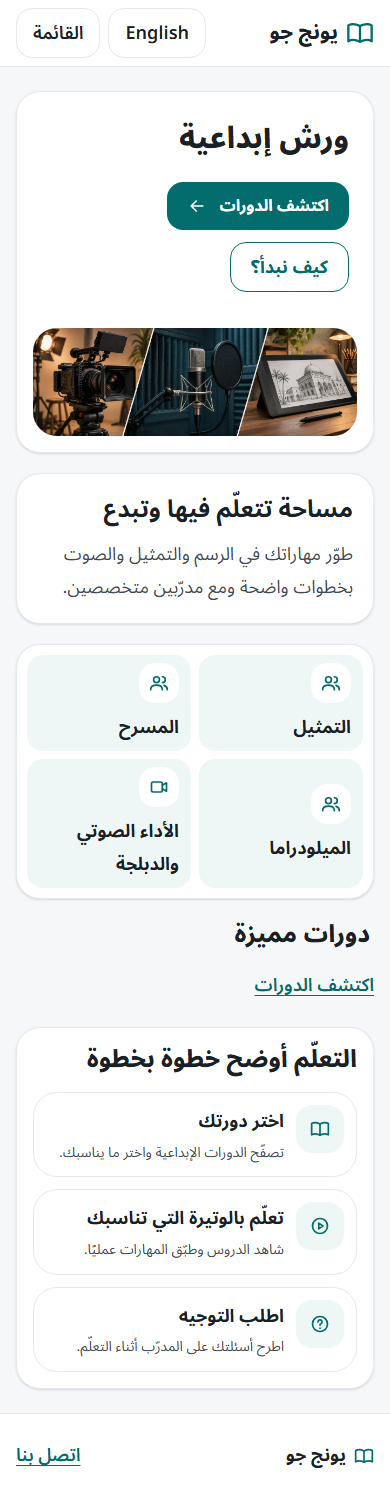 يونج جو
English
القائمة
ورش إبداعية
اكتشف الدورات
كيف نبدأ؟
مساحة تتعلّم فيها وتبدع
طوّر مهاراتك في الرسم والتمثيل والصوت
بخطوات واضحة ومع مدرّبين متخصصين.
التمثيل
المسرح
الميلودراما
الأداء الصوتي
والدبلجة
دورات مميزة
اكتشف الدورات
التعلّم أوضح خطوة بخطوة
اختر دورتك
تصفّح الدورات الإبداعية واختر ما يناسبك.
تعلّم بالوتيرة التي تناسبك
شاهد الدروس وطبّق المهارات عمليًا.
اطلب التوجيه
اطرح أسئلتك على المدرّب أثناء التعلّم.
يونج جو
اتصل بنا